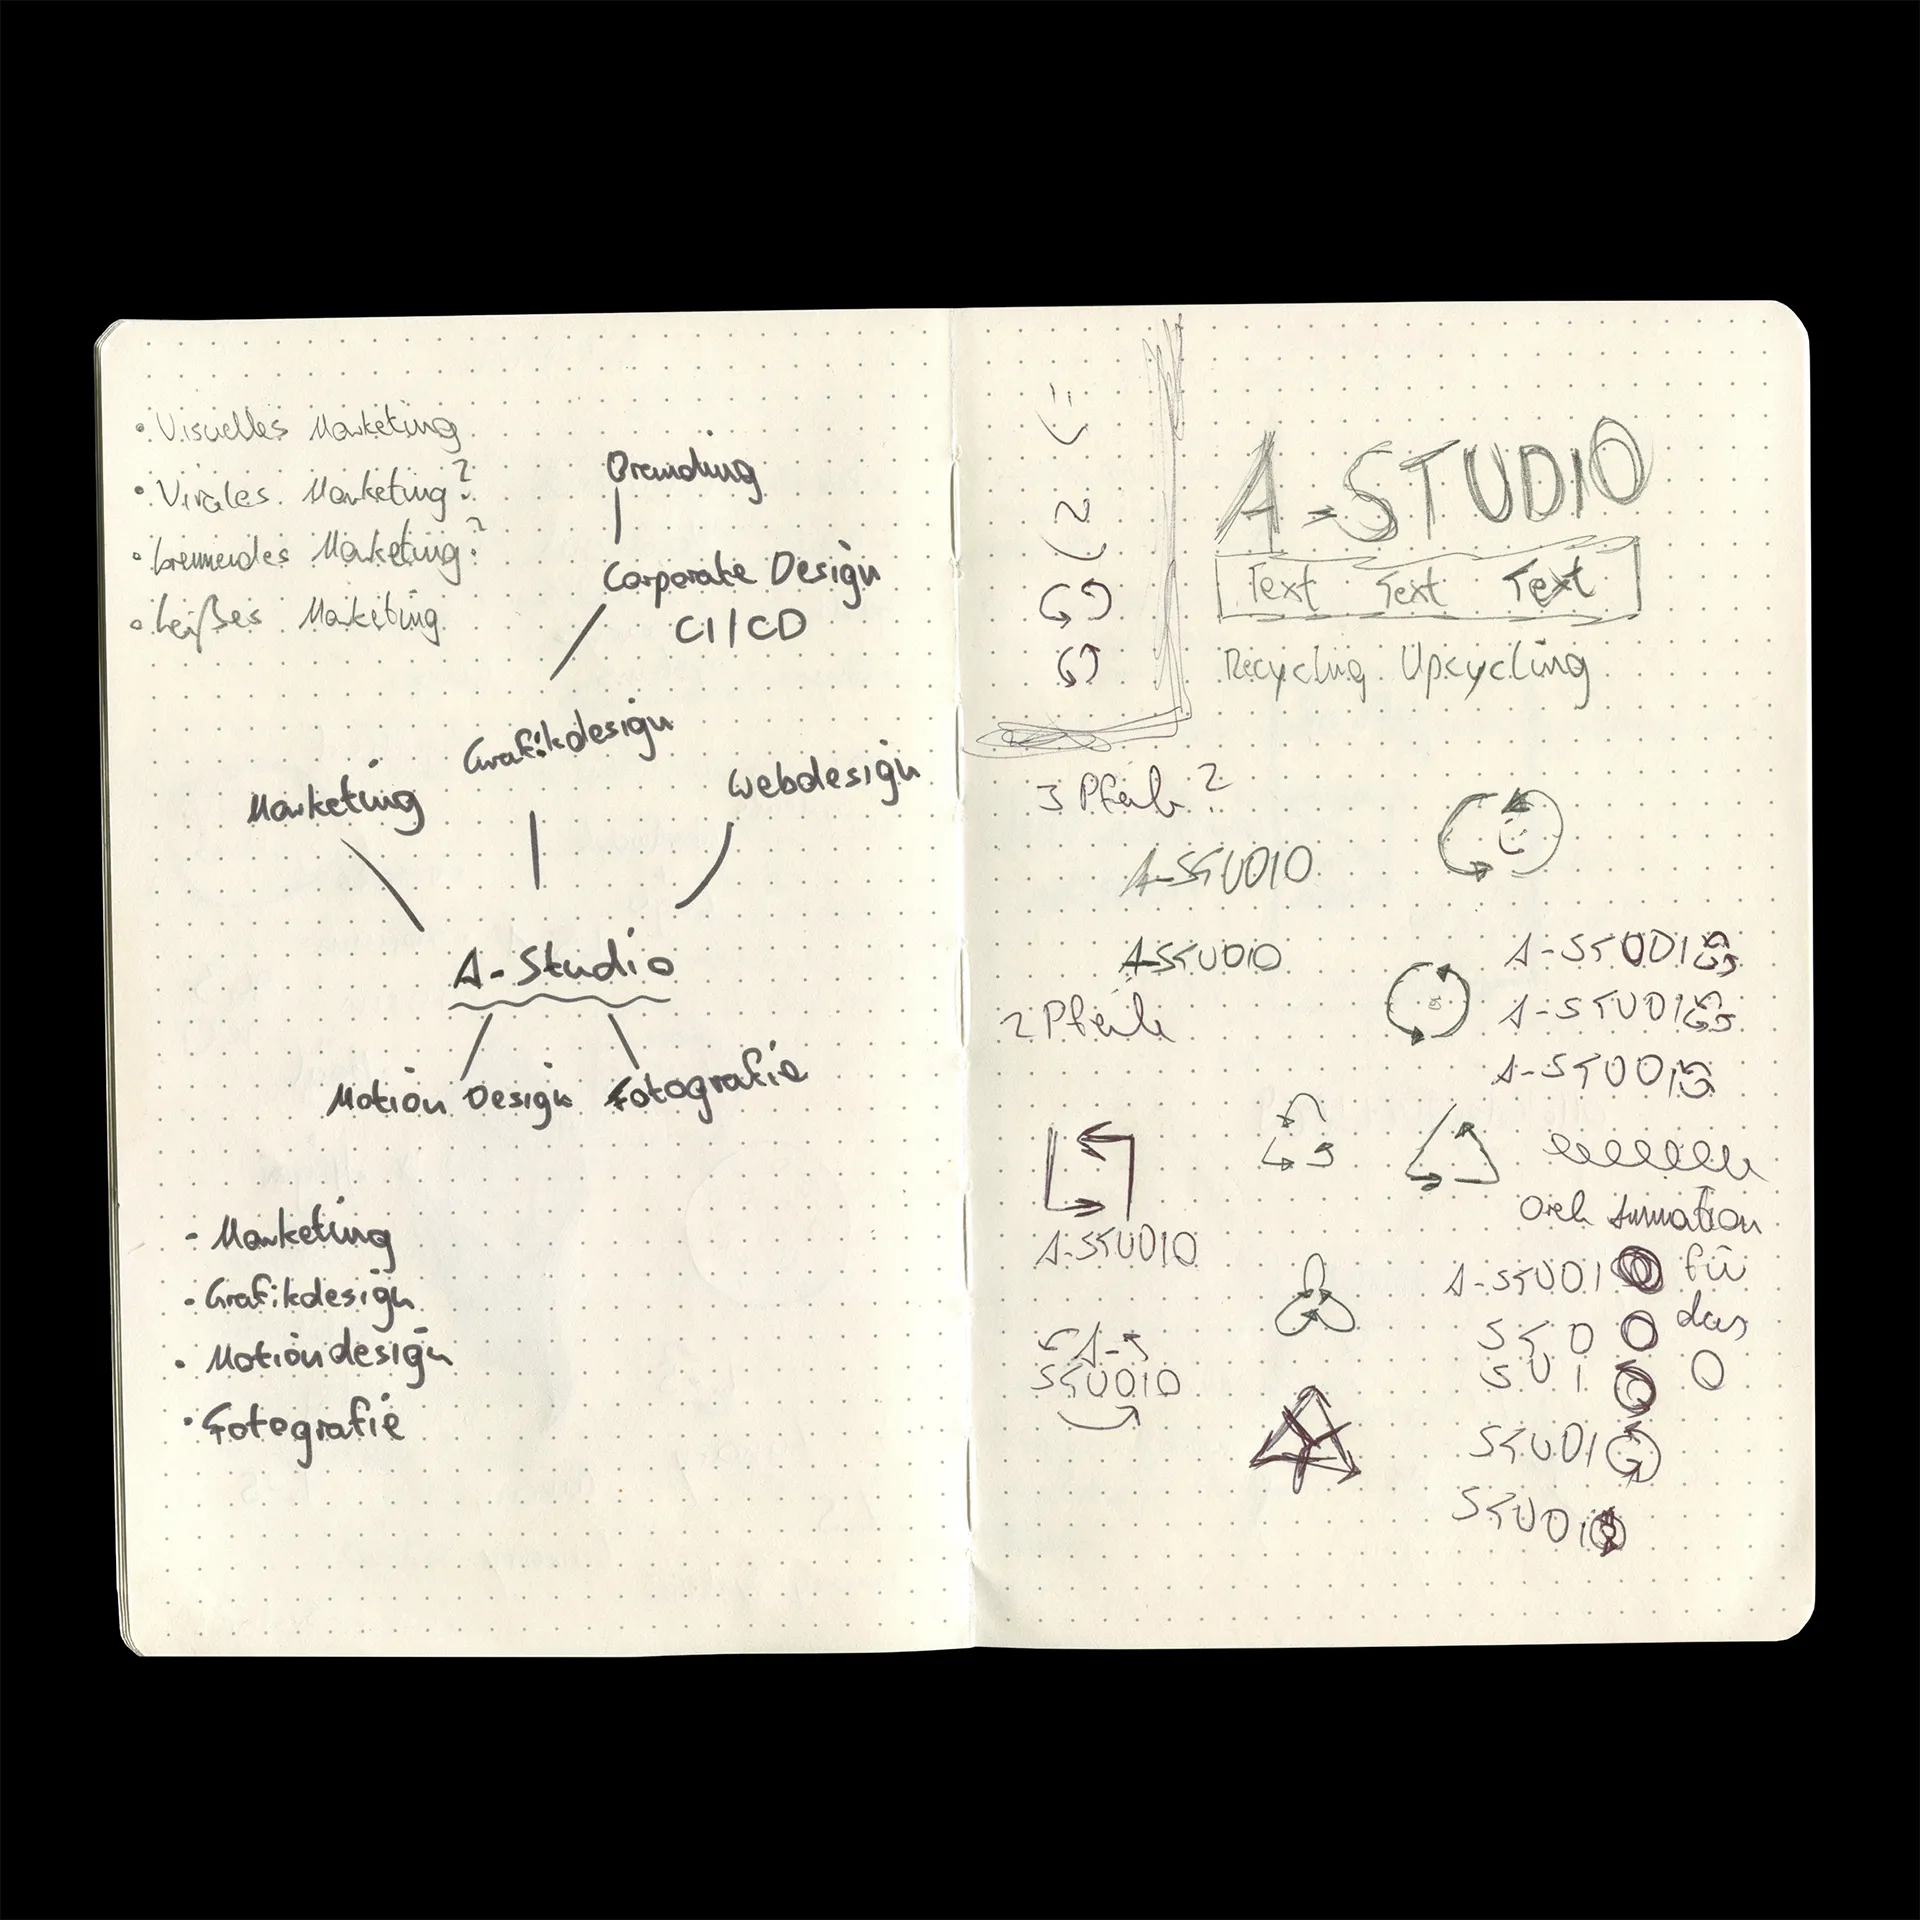 • Visuelles Marketing
• Virales Marketing?
• brennendes Marketing?
• heißes Marketing
Branding
Corporate Design
CI/CD
Grafikdesign
Marketing
Webdesign
A-Studio
Motion Design
Fotografie
- Marketing
• Grafikdesign
• Motiondesign
• Fotografie
A-STUDIO
Text Text Text
Recycling Upcycling
3 Pfeile?
A-STUDIO
A-STUDIO
2 Pfeile
A-STUDIO
A-STUDIO
A-STUDIO
A-STUDIO
Dreh Animation
A-STUDIO für
das
O
A-
STUDIO
S T D O
S U I O
STUDIO
STUDIO